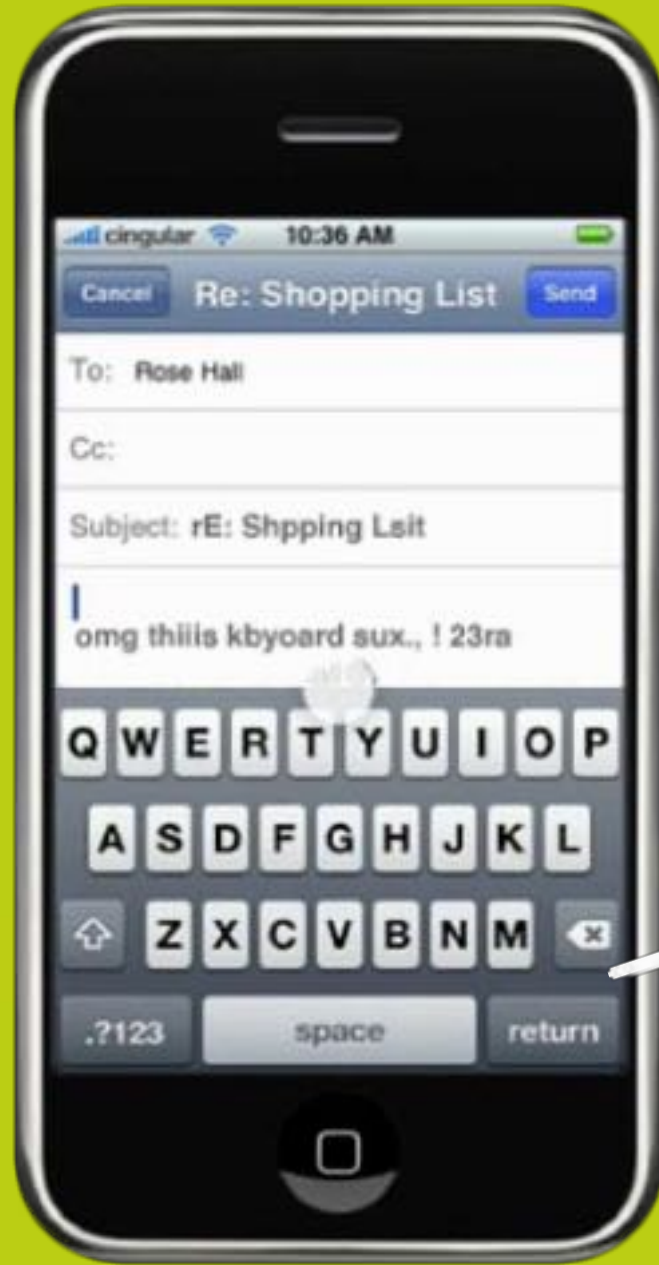 cingular 10:36 AM
Cancel Re: Shopping List Send
To: Rose Hall
Cc:
Subject: rE: Shpping Lsit
omg thiiis kbyoard sux., ! 23ra
Q W E R T Y U I O P
A S D F G H J K L
Z X C V B N M
.?123 space return